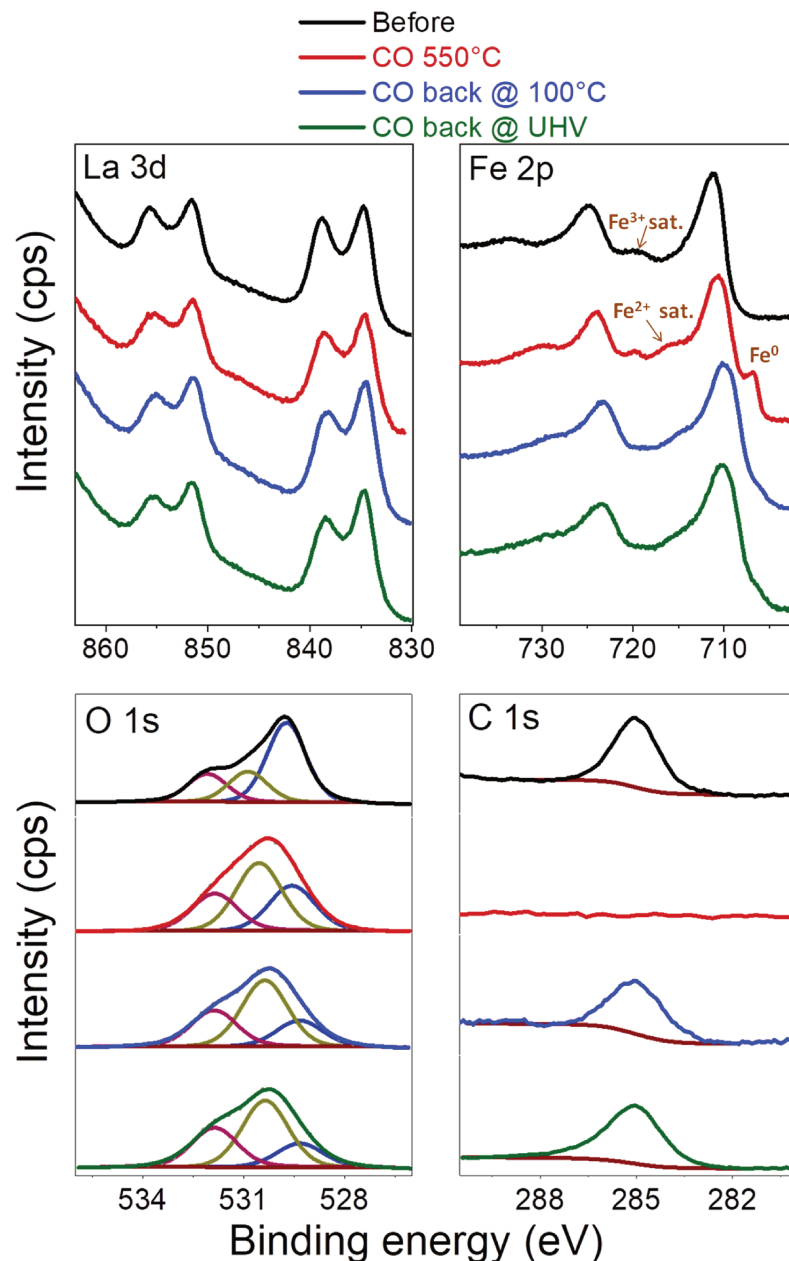 Before
CO 550°C
CO back @ 100°C
CO back @ UHV
La 3d
Fe 2p
Fe3+ sat.
Fe2+ sat.
Fe0
Intensity (cps)
860 850 840 830
730 720 710
O 1s
C 1s
Intensity (cps)
534 531 528
288 285 282
Binding energy (eV)